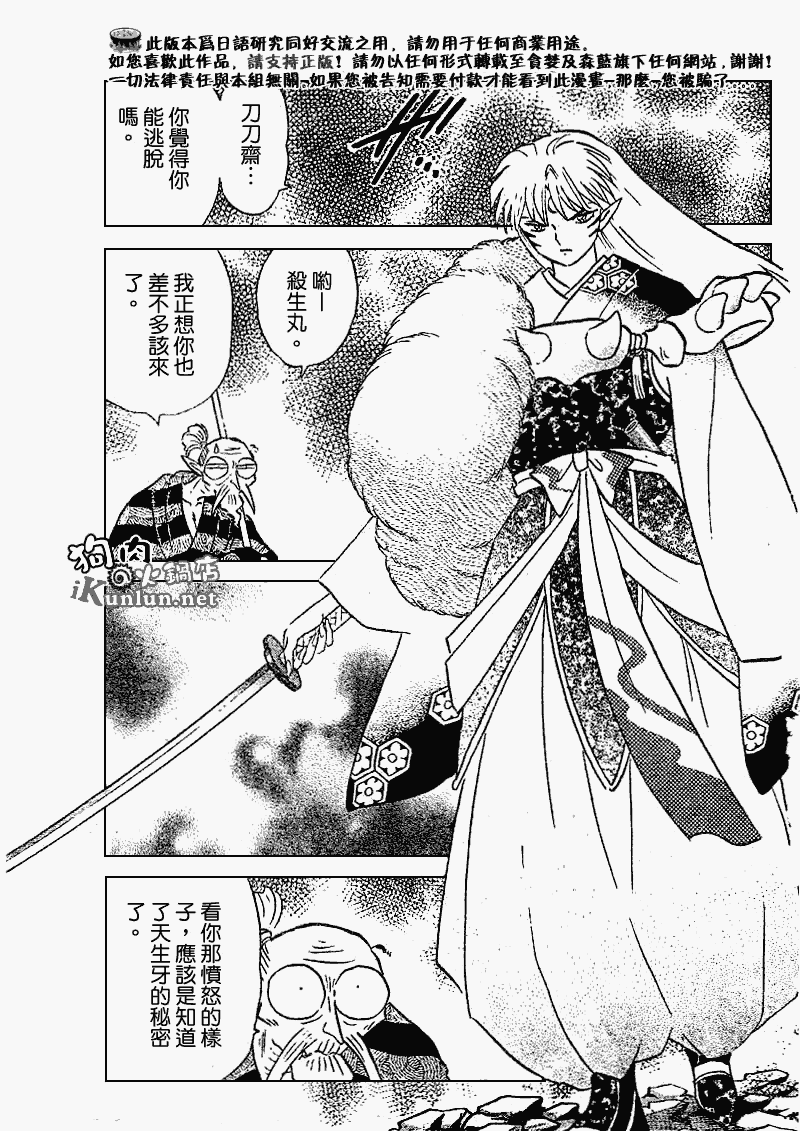 此版本爲日語研究同好交流之用，請勿用于任何商業用途。
如您喜歡此作品，請支持正版！請勿以任何形式轉載至貪婪及森藍旗下任何網站，謝謝！
一切法律責任與本組無關 如果您被告知需要付款才能看到此漫畫 那麼 您被騙了
刀刀齋…
你覺得你
能逃脫
嗎。
喲—
殺生丸。
我正想你也
差不多該來
了。
狗肉
火鍋店
iKunlun.net
看你那憤怒的樣
子，應該是知道
了天生牙的秘密
了。